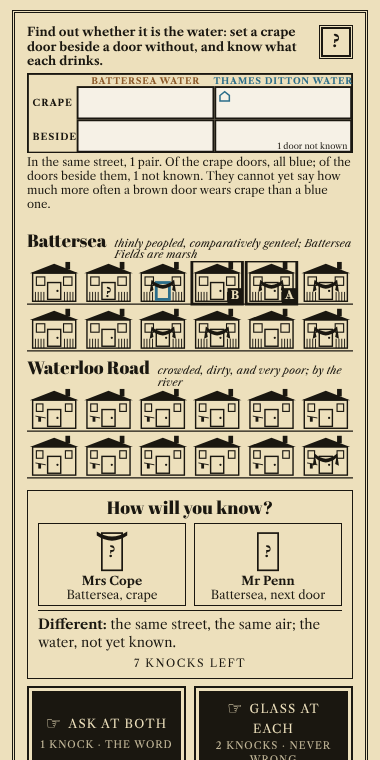 Find out whether it is the water: set a crape
door beside a door without, and know what
each drinks.
?
BATTERSEA WATER THAMES DITTON WATER
CRAPE
BESIDE
1 door not known
In the same street, 1 pair. Of the crape doors, all blue; of the
doors beside them, 1 not known. They cannot yet say how
much more often a brown door wears crape than a blue
one.
Battersea thinly peopled, comparatively genteel; Battersea
Fields are marsh
?
B
A
Waterloo Road crowded, dirty, and very poor; by the
river
How will you know?
? ?
Mrs Cope Mr Penn
Battersea, crape Battersea, next door
Different: the same street, the same air; the
water, not yet known.
7 KNOCKS LEFT
☞ ASK AT BOTH
1 KNOCK · THE WORD
☞ GLASS AT
EACH
2 KNOCKS · NEVER
WRONG